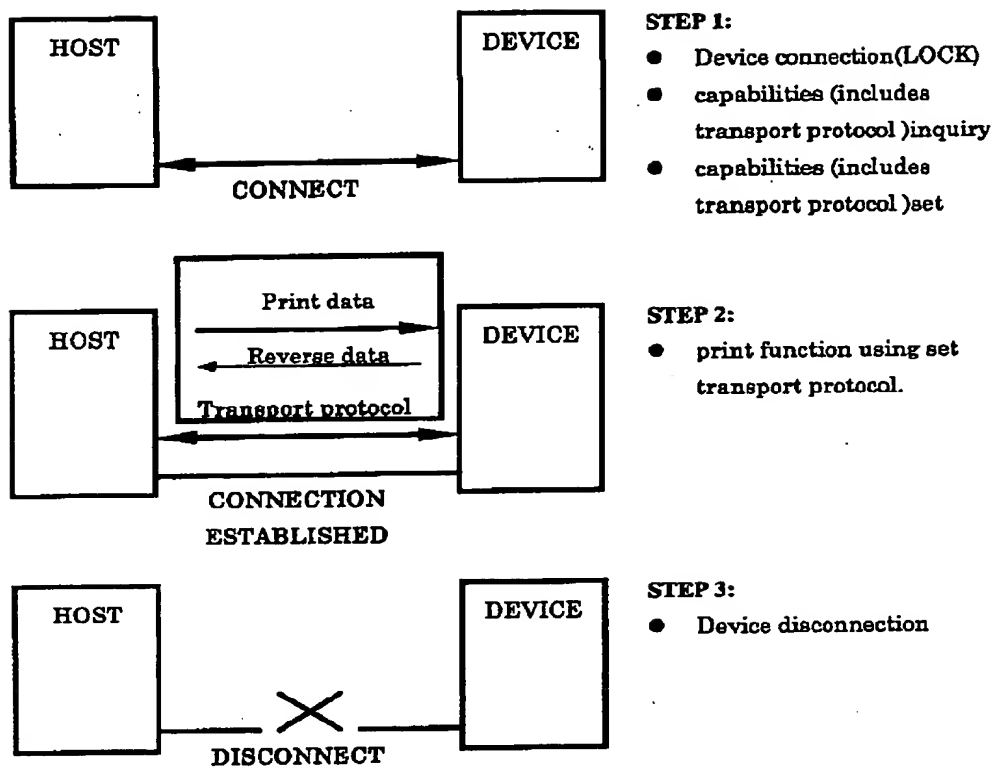 HOST
DEVICE
CONNECT
STEP 1:
● Device connection(LOCK)
● capabilities (includes
transport protocol )inquiry
● capabilities (includes
transport protocol )set
HOST
Print data
Reverse data
Transport protocol
DEVICE
CONNECTION
ESTABLISHED
STEP 2:
● print function using set
transport protocol.
HOST
DEVICE
DISCONNECT
STEP 3:
● Device disconnection